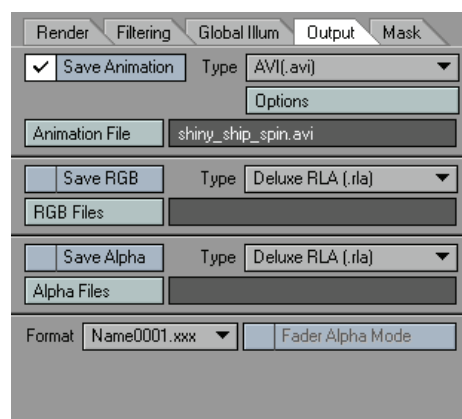 Render Filtering Global Illum Output Mask
Save Animation Type AVI(.avi)
Options
Animation File shiny_ship_spin.avi
Save RGB Type Deluxe RLA (.rla)
RGB Files
Save Alpha Type Deluxe RLA (.rla)
Alpha Files
Format Name0001.xxx Fader Alpha Mode